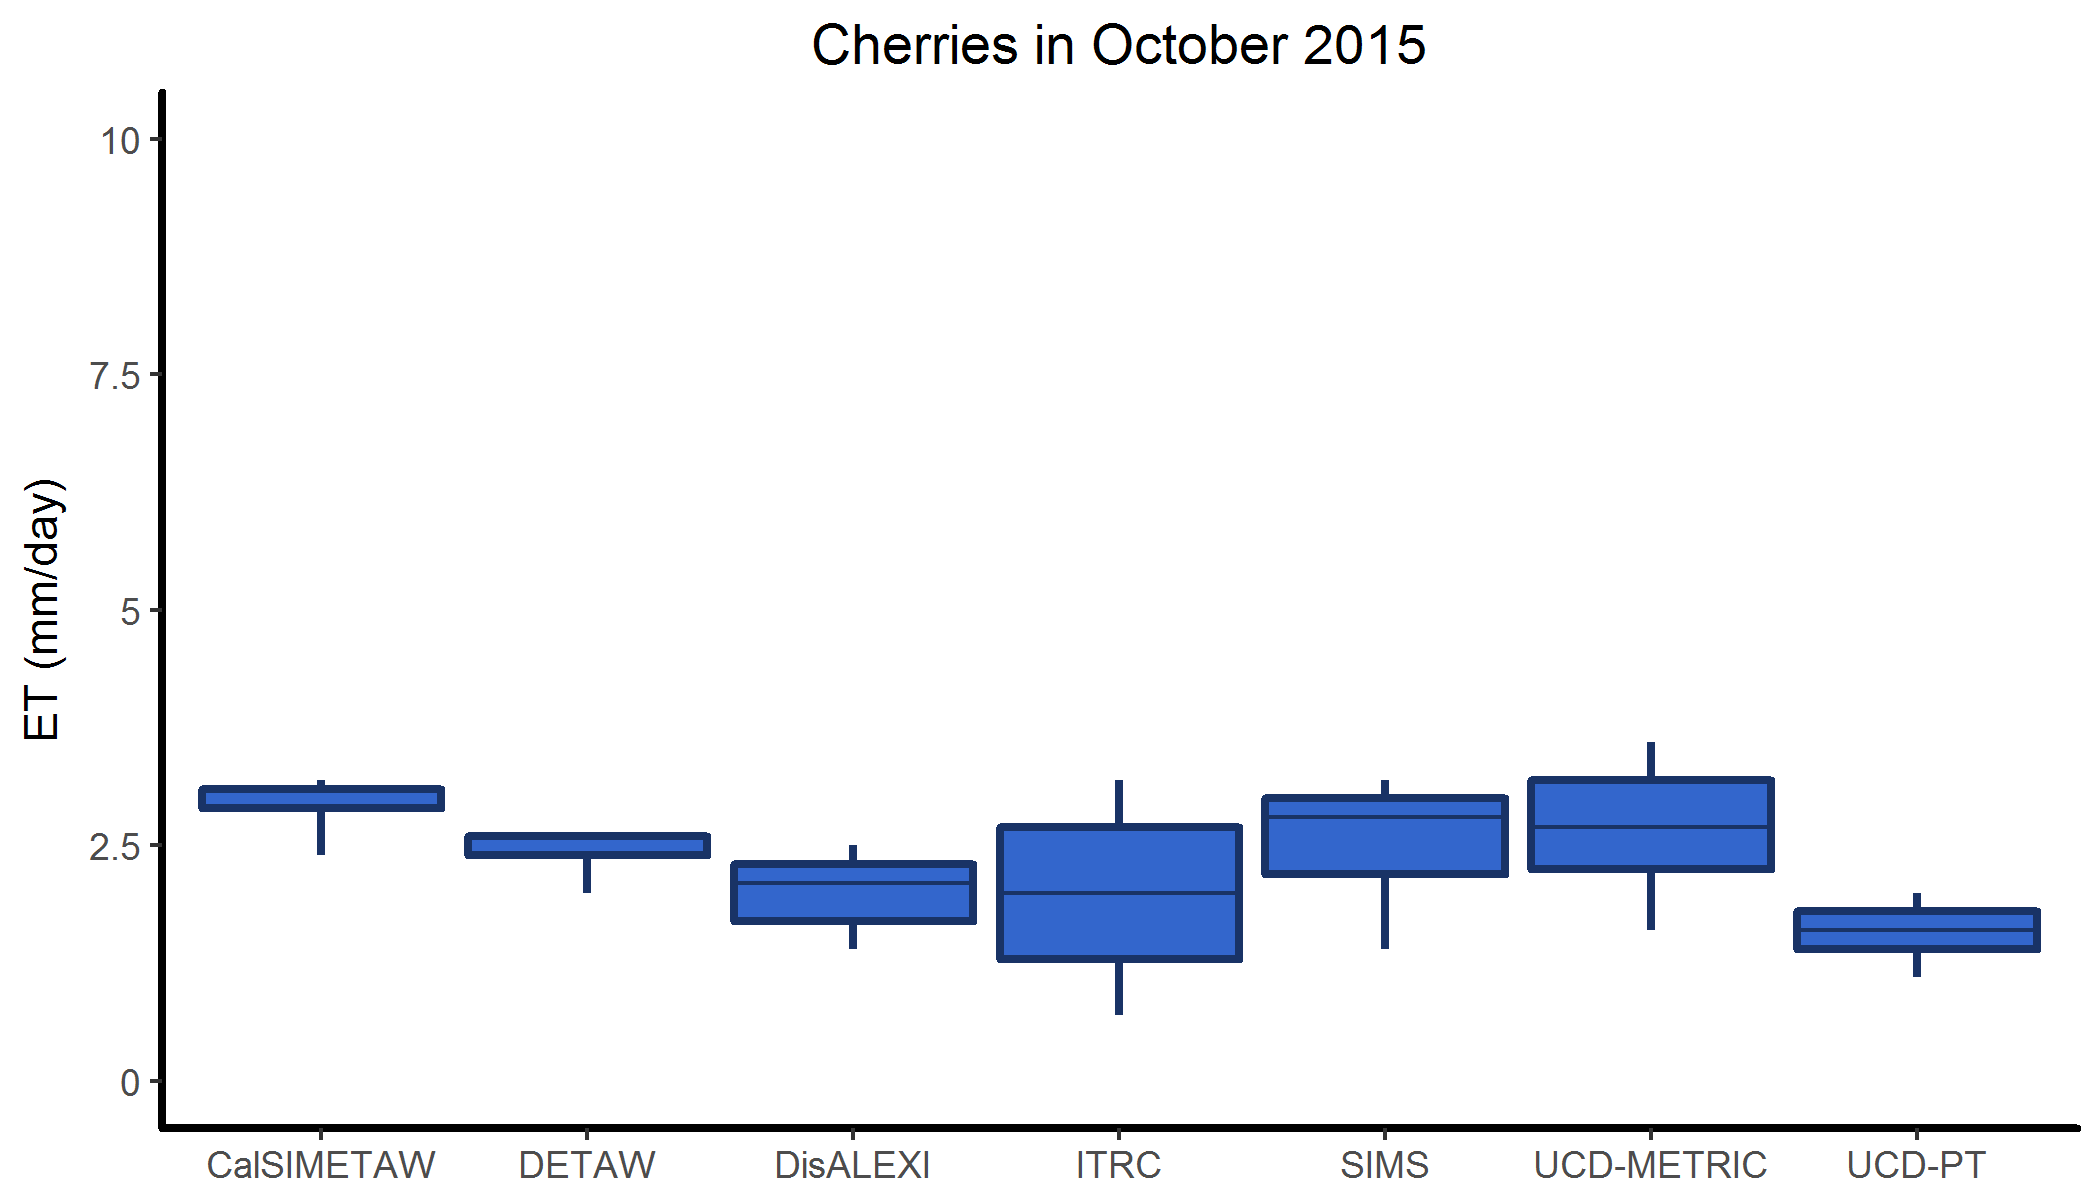 Cherries in October 2015
ET (mm/day)
10
7.5
5
2.5
0
CalSIMETAW DETAW DisALEXI ITRC SIMS UCD-METRIC UCD-PT